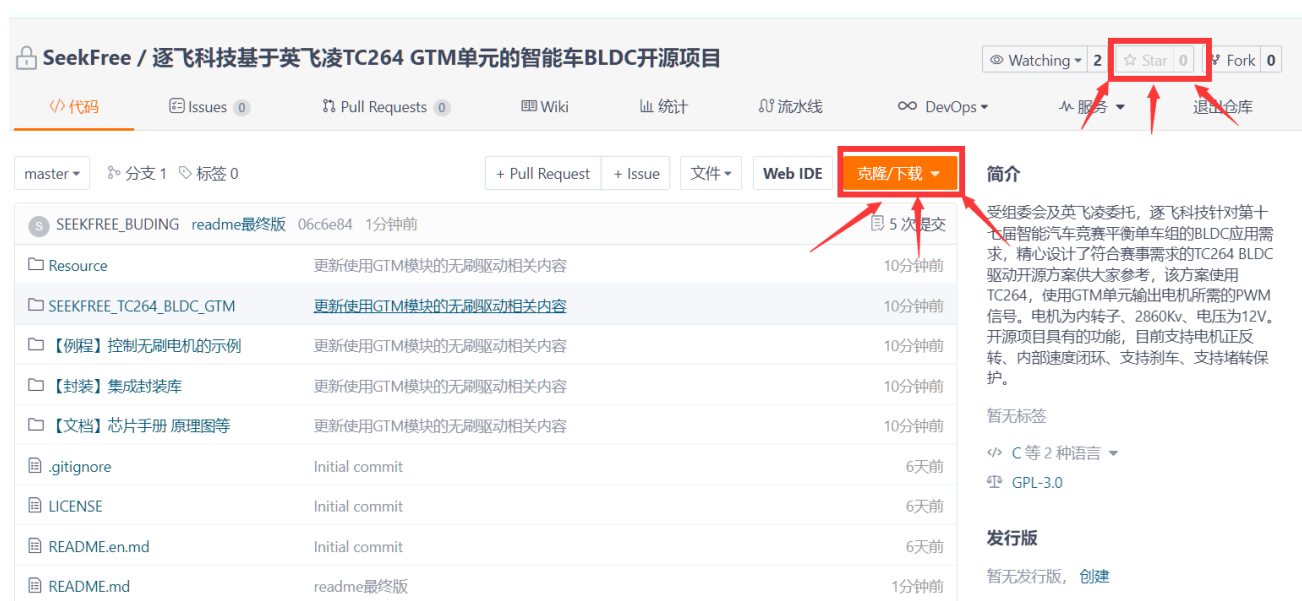 SeekFree / 逐飞科技基于英飞凌TC264 GTM单元的智能车BLDC开源项目
Watching 2 Star 0 Fork 0
代码 Issues 0 Pull Requests 0 Wiki 统计 流水线 DevOps 服务 退出仓库
master 分支 1 标签 0 + Pull Request + Issue 文件 Web IDE 克隆/下载
S SEEKFREE_BUDING readme最终版 06c6e84 1分钟前 5 次提交
Resource 更新使用GTM模块的无刷驱动相关内容 10分钟前
SEEKFREE_TC264_BLDC_GTM 更新使用GTM模块的无刷驱动相关内容 10分钟前
【例程】控制无刷电机的示例 更新使用GTM模块的无刷驱动相关内容 10分钟前
【封装】集成封装库 更新使用GTM模块的无刷驱动相关内容 10分钟前
【文档】芯片手册 原理图等 更新使用GTM模块的无刷驱动相关内容 10分钟前
.gitignore Initial commit 6天前
LICENSE Initial commit 6天前
README.en.md Initial commit 6天前
README.md readme最终版 1分钟前
简介
受组委会及英飞凌委托，逐飞科技针对第十
七届智能汽车竞赛平衡单车组的BLDC应用需
求，精心设计了符合赛事需求的TC264 BLDC
驱动开源方案供大家参考，该方案使用
TC264，使用GTM单元输出电机所需的PWM
信号。电机为内转子、2860Kv、电压为12V。
开源项目具有的功能，目前支持电机正反
转、内部速度闭环、支持刹车、支持堵转保
护。
暂无标签
C 等 2 种语言
GPL-3.0
发行版
暂无发行版，创建